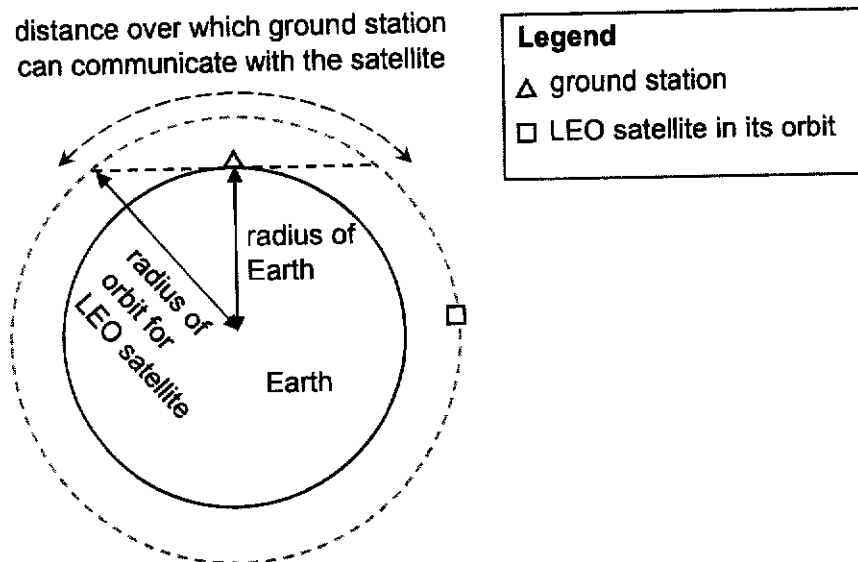 distance over which ground station
can communicate with the satellite
Legend
ground station
LEO satellite in its orbit
radius of
Earth
radius of
orbit for
LEO satellite
Earth